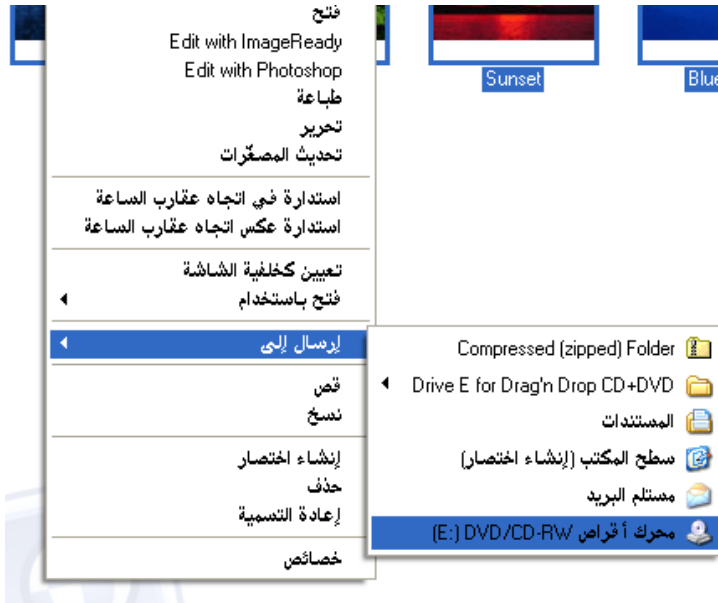 فتح
Edit with ImageReady
Edit with Photoshop
طباعة
تحرير
تحديث المصغّرات
استدارة في اتجاه عقارب الساعة
استدارة عكس اتجاه عقارب الساعة
تعيين كخلفية الشاشة
فتح باستخدام
إرسال إلى
قص
نسخ
إنشاء اختصار
حذف
إعادة التسمية
خصائص
Compressed (zipped) Folder
Drive E for Drag'n Drop CD+DVD
المستندات
سطح المكتب (إنشاء اختصار)
مستلم البريد
محرك أقراص DVD/CD-RW (E:)
Sunset
Blue